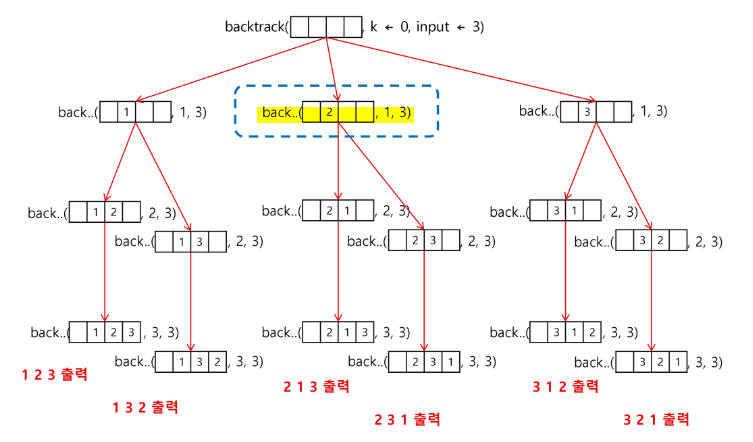 backtrack( , k ← 0, input ← 3)
back..( 1 , 1, 3)
back..( 2 , 1, 3)
back..( 3 , 1, 3)
back..( 1 2 , 2, 3)
back..( 1 3 , 2, 3)
back..( 2 1 , 2, 3)
back..( 2 3 , 2, 3)
back..( 3 1 , 2, 3)
back..( 3 2 , 2, 3)
back..( 1 2 3 , 3, 3)
back..( 1 3 2 , 3, 3)
back..( 2 1 3 , 3, 3)
back..( 2 3 1 , 3, 3)
back..( 3 1 2 , 3, 3)
back..( 3 2 1 , 3, 3)
1 2 3 출력
1 3 2 출력
2 1 3 출력
2 3 1 출력
3 1 2 출력
3 2 1 출력